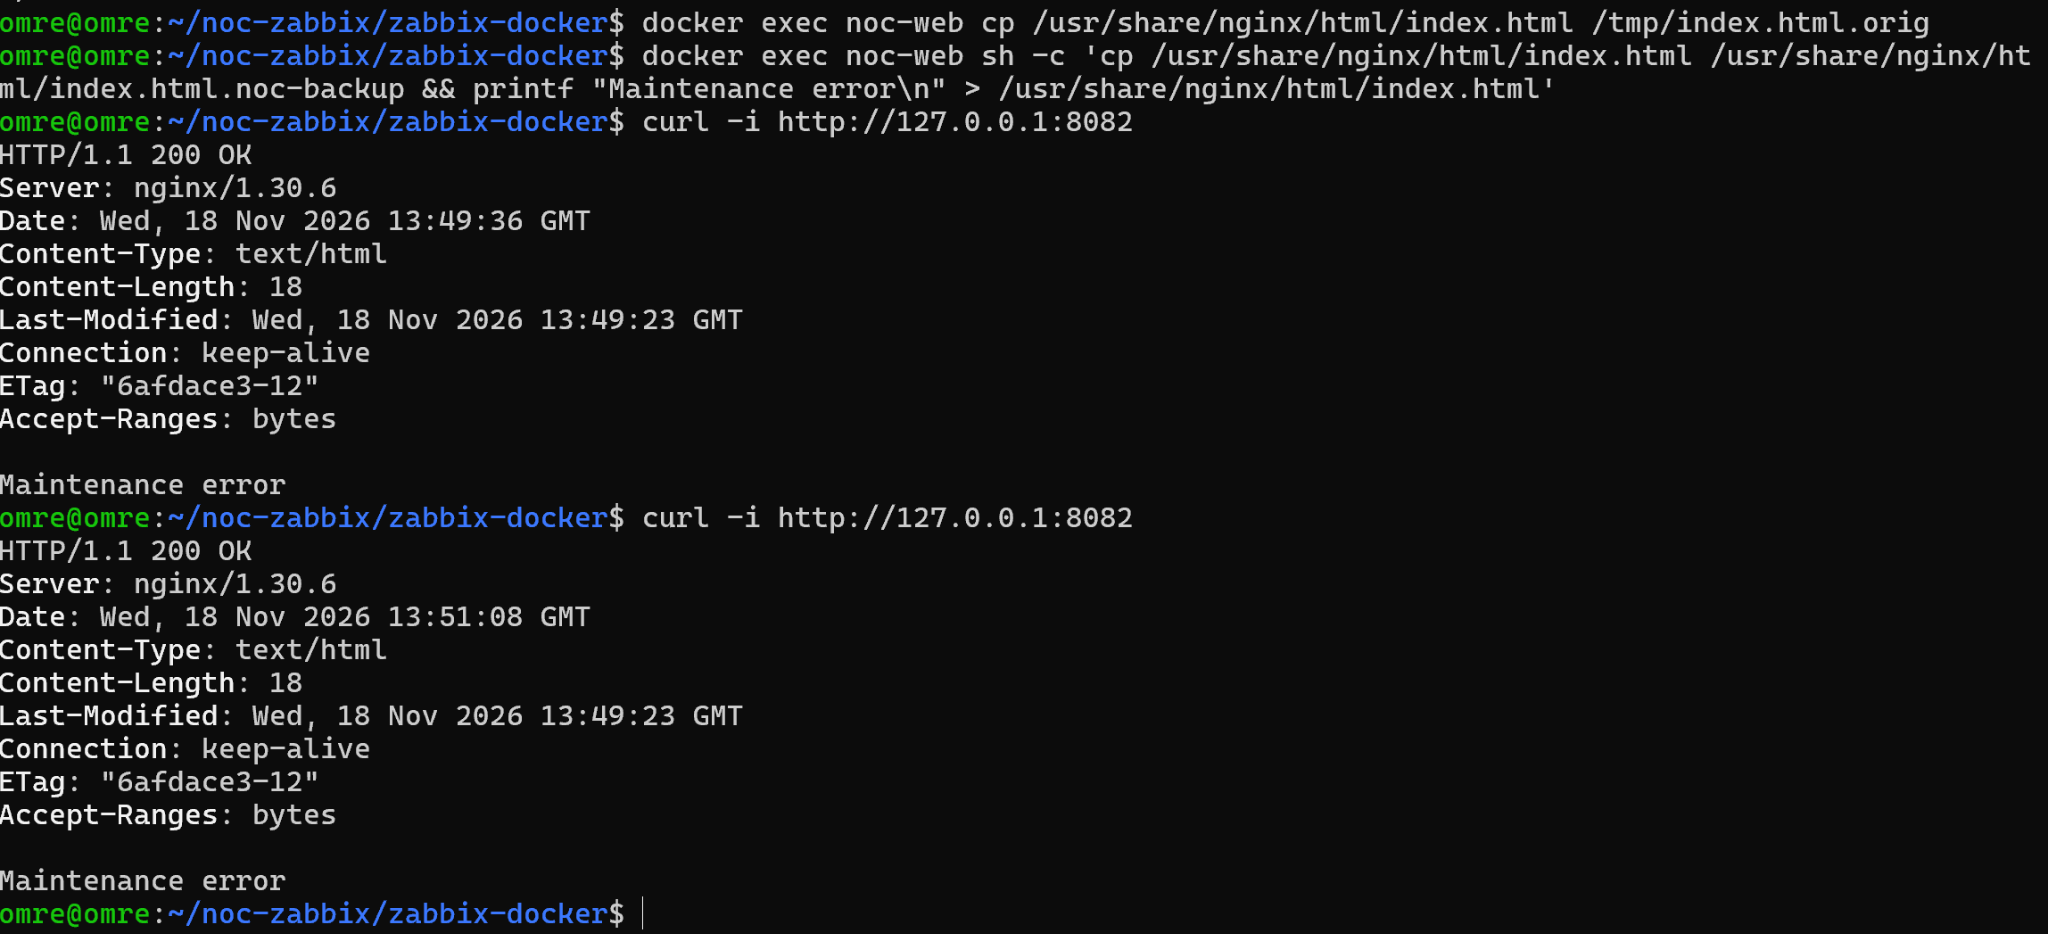 omre@omre:~/noc-zabbix/zabbix-docker$ docker exec noc-web cp /usr/share/nginx/html/index.html /tmp/index.html.orig
omre@omre:~/noc-zabbix/zabbix-docker$ docker exec noc-web sh -c 'cp /usr/share/nginx/html/index.html /usr/share/nginx/ht
ml/index.html.noc-backup && printf "Maintenance error\n" > /usr/share/nginx/html/index.html'
omre@omre:~/noc-zabbix/zabbix-docker$ curl -i http://127.0.0.1:8082
HTTP/1.1 200 OK
Server: nginx/1.30.6
Date: Wed, 18 Nov 2026 13:49:36 GMT
Content-Type: text/html
Content-Length: 18
Last-Modified: Wed, 18 Nov 2026 13:49:23 GMT
Connection: keep-alive
ETag: "6afdace3-12"
Accept-Ranges: bytes

Maintenance error
omre@omre:~/noc-zabbix/zabbix-docker$ curl -i http://127.0.0.1:8082
HTTP/1.1 200 OK
Server: nginx/1.30.6
Date: Wed, 18 Nov 2026 13:51:08 GMT
Content-Type: text/html
Content-Length: 18
Last-Modified: Wed, 18 Nov 2026 13:49:23 GMT
Connection: keep-alive
ETag: "6afdace3-12"
Accept-Ranges: bytes

Maintenance error
omre@omre:~/noc-zabbix/zabbix-docker$